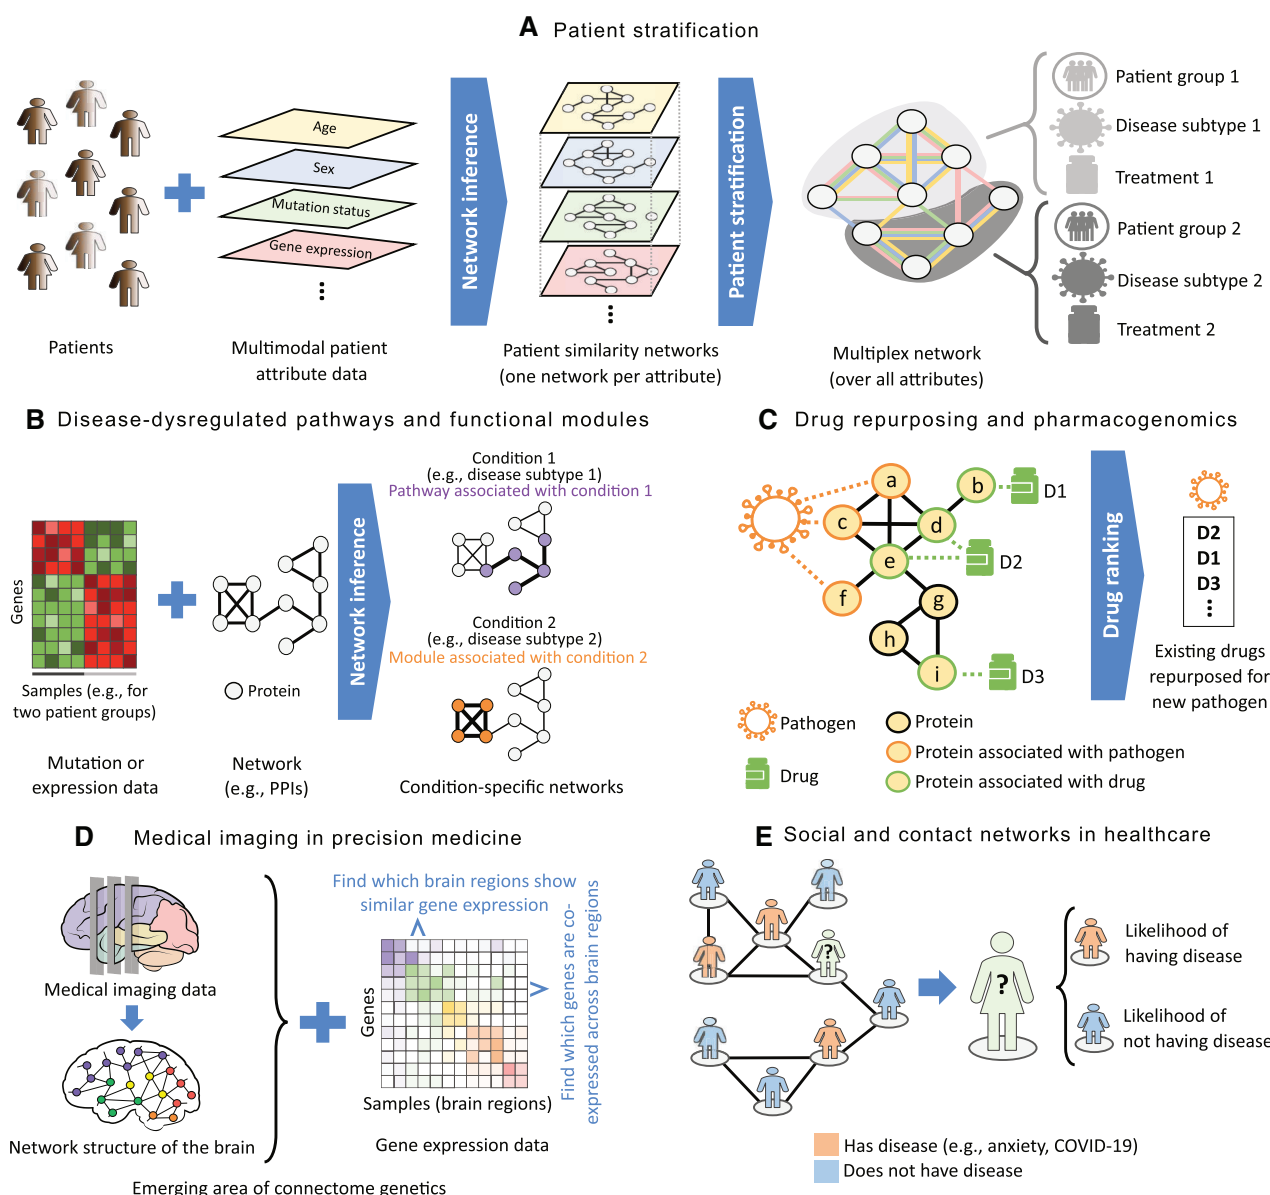 A Patient stratification
Age
Sex
Mutation status
Gene expression
Network inference
Patient stratification
Patient group 1
Disease subtype 1
Treatment 1
Patient group 2
Disease subtype 2
Treatment 2
Patients
Multimodal patient
attribute data
Patient similarity networks
(one network per attribute)
Multiplex network
(over all attributes)
B Disease-dysregulated pathways and functional modules
Genes
Samples (e.g., for
two patient groups)
Mutation or
expression data
Protein
Network
(e.g., PPIs)
Network inference
Condition 1
(e.g., disease subtype 1)
Pathway associated with condition 1
Condition 2
(e.g., disease subtype 2)
Module associated with condition 2
Condition-specific networks
C Drug repurposing and pharmacogenomics
a
b
c
d
e
f
g
h
i
D1
D2
D3
Pathogen
Drug
Protein
Protein associated with pathogen
Protein associated with drug
Drug ranking
D2
D1
D3
Existing drugs
repurposed for
new pathogen
D Medical imaging in precision medicine
Medical imaging data
Network structure of the brain
Find which brain regions show
similar gene expression
Genes
Samples (brain regions)
Gene expression data
Find which genes are co-
expressed across brain regions
Emerging area of connectome genetics
E Social and contact networks in healthcare
?
?
Likelihood of
having disease
Likelihood of
not having disease
Has disease (e.g., anxiety, COVID-19)
Does not have disease